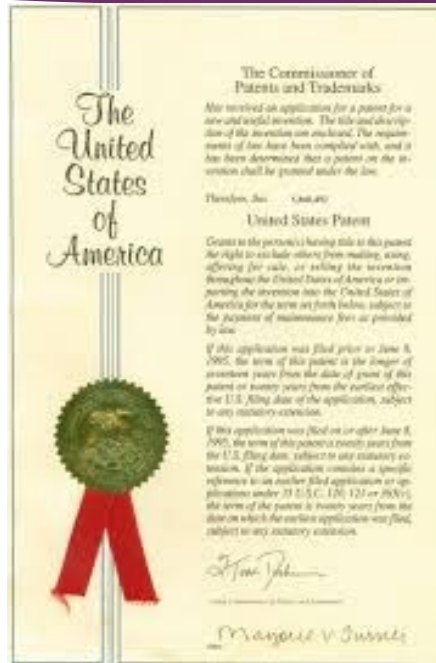 The
United
States
of
America
The Commissioner of
Patents and Trademarks
Has received an application for a patent for a
new and useful invention. The title and descrip-
tion of the invention are enclosed. The require-
ments of law have been complied with, and it
has been determined that a patent on the in-
vention shall be granted under the law.
Therefore, this
United States Patent
Grants to the person(s) having title to this patent
the right to exclude others from making, using,
offering for sale, or selling the invention
throughout the United States of America or im-
porting the invention into the United States of
America for the term set forth below, subject to
the payment of maintenance fees as provided
by law.
If this application was filed prior to June 8,
1995, the term of this patent is the longer of
seventeen years from the date of grant of this
patent or twenty years from the earliest effec-
tive U.S. filing date of the application, subject
to any statutory extension.
If this application was filed on or after June 8,
1995, the term of this patent is twenty years from
the U.S. filing date, subject to any statutory ex-
tension. If the application contains a specific
reference to an earlier filed application or ap-
plications under 35 U.S.C. 120, 121 or 365(c),
the term of the patent is twenty years from the
date on which the earliest application was filed,
subject to any statutory extension.
Marjorie V. Turner